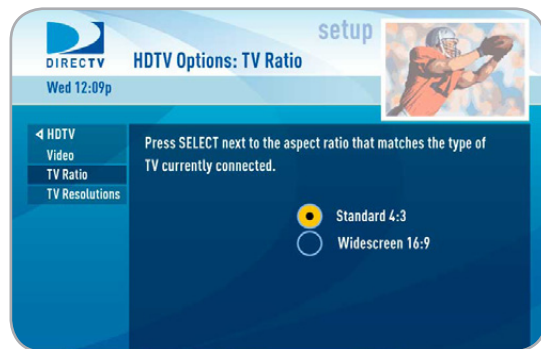 setup
DIRECTV
HDTV Options: TV Ratio
Wed 12:09p
HDTV
Video
TV Ratio
TV Resolutions
Press SELECT next to the aspect ratio that matches the type of
TV currently connected.
Standard 4:3
Widescreen 16:9